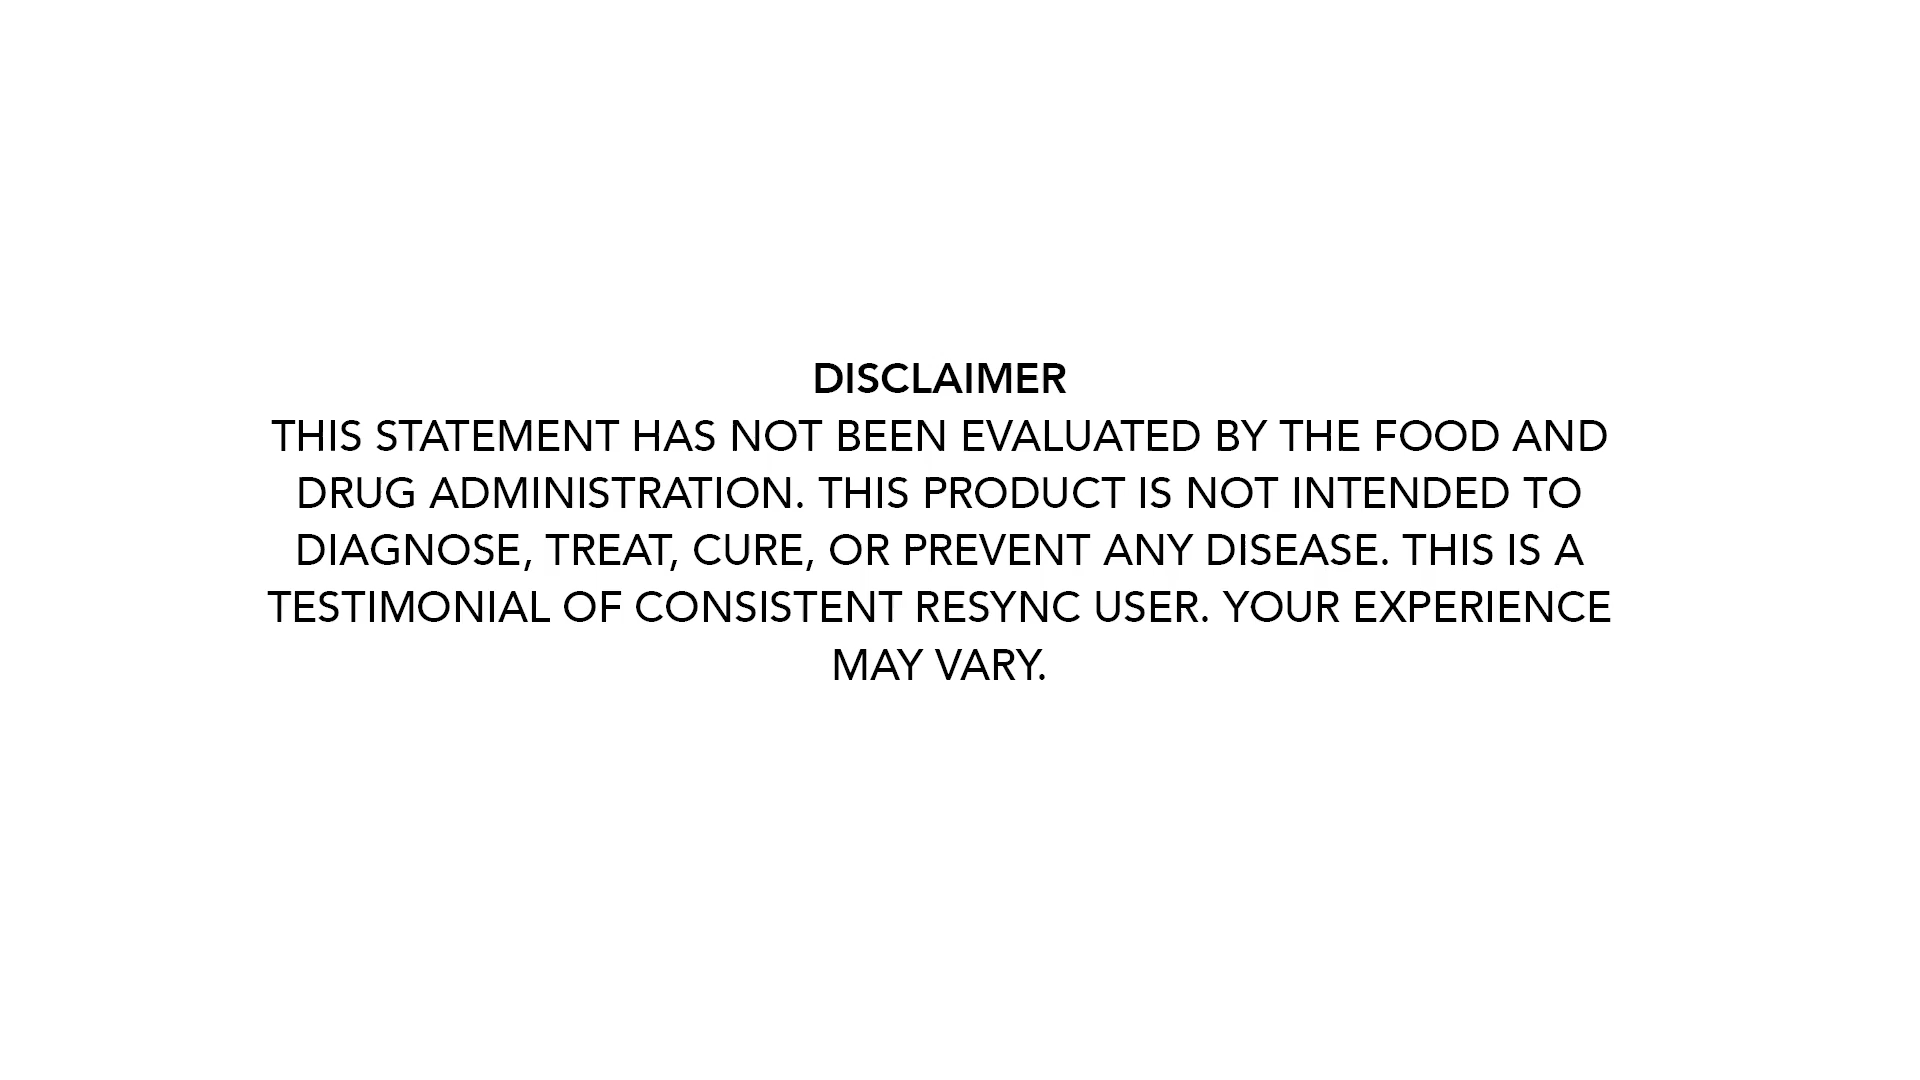 DISCLAIMER
THIS STATEMENT HAS NOT BEEN EVALUATED BY THE FOOD AND
DRUG ADMINISTRATION. THIS PRODUCT IS NOT INTENDED TO
DIAGNOSE, TREAT, CURE, OR PREVENT ANY DISEASE. THIS IS A
TESTIMONIAL OF CONSISTENT RESYNC USER. YOUR EXPERIENCE
MAY VARY.